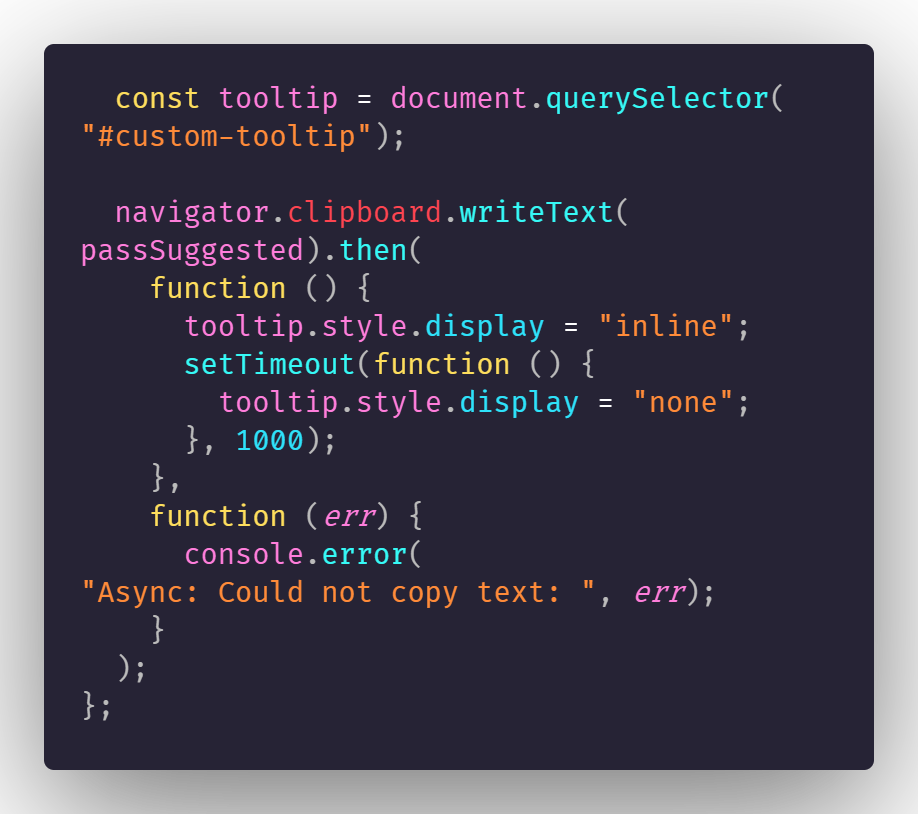 const tooltip = document.querySelector(
"#custom-tooltip");

  navigator.clipboard.writeText(
passSuggested).then(
    function () {
      tooltip.style.display = "inline";
      setTimeout(function () {
        tooltip.style.display = "none";
      }, 1000);
    },
    function (err) {
      console.error(
"Async: Could not copy text: ", err);
    }
  );
};